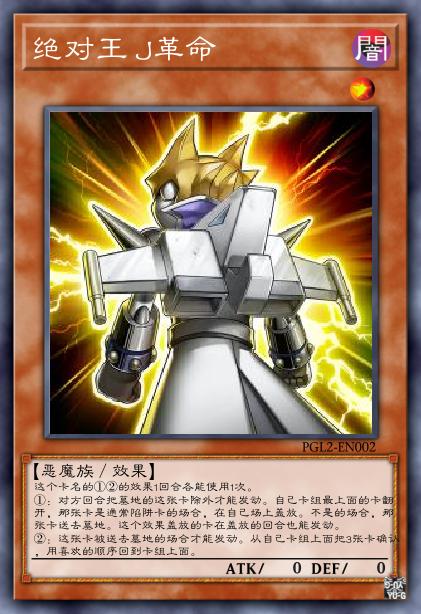 绝对王 J革命
闇
PGL2-EN002
【恶魔族／效果】
这个卡名的①②的效果1回合各能使用1次。
①：对方回合把墓地的这张卡除外才能发动。自己卡组最上面的卡翻
开，那张卡是通常陷阱卡的场合，在自己场上盖放。不是的场合，那
张卡送去墓地。这个效果盖放的卡在盖放的回合也能发动。
②：这张卡被送去墓地的场合才能发动。从自己卡组上面把3张卡确认
，用喜欢的顺序回到卡组上面。
ATK/ 0 DEF/ 0